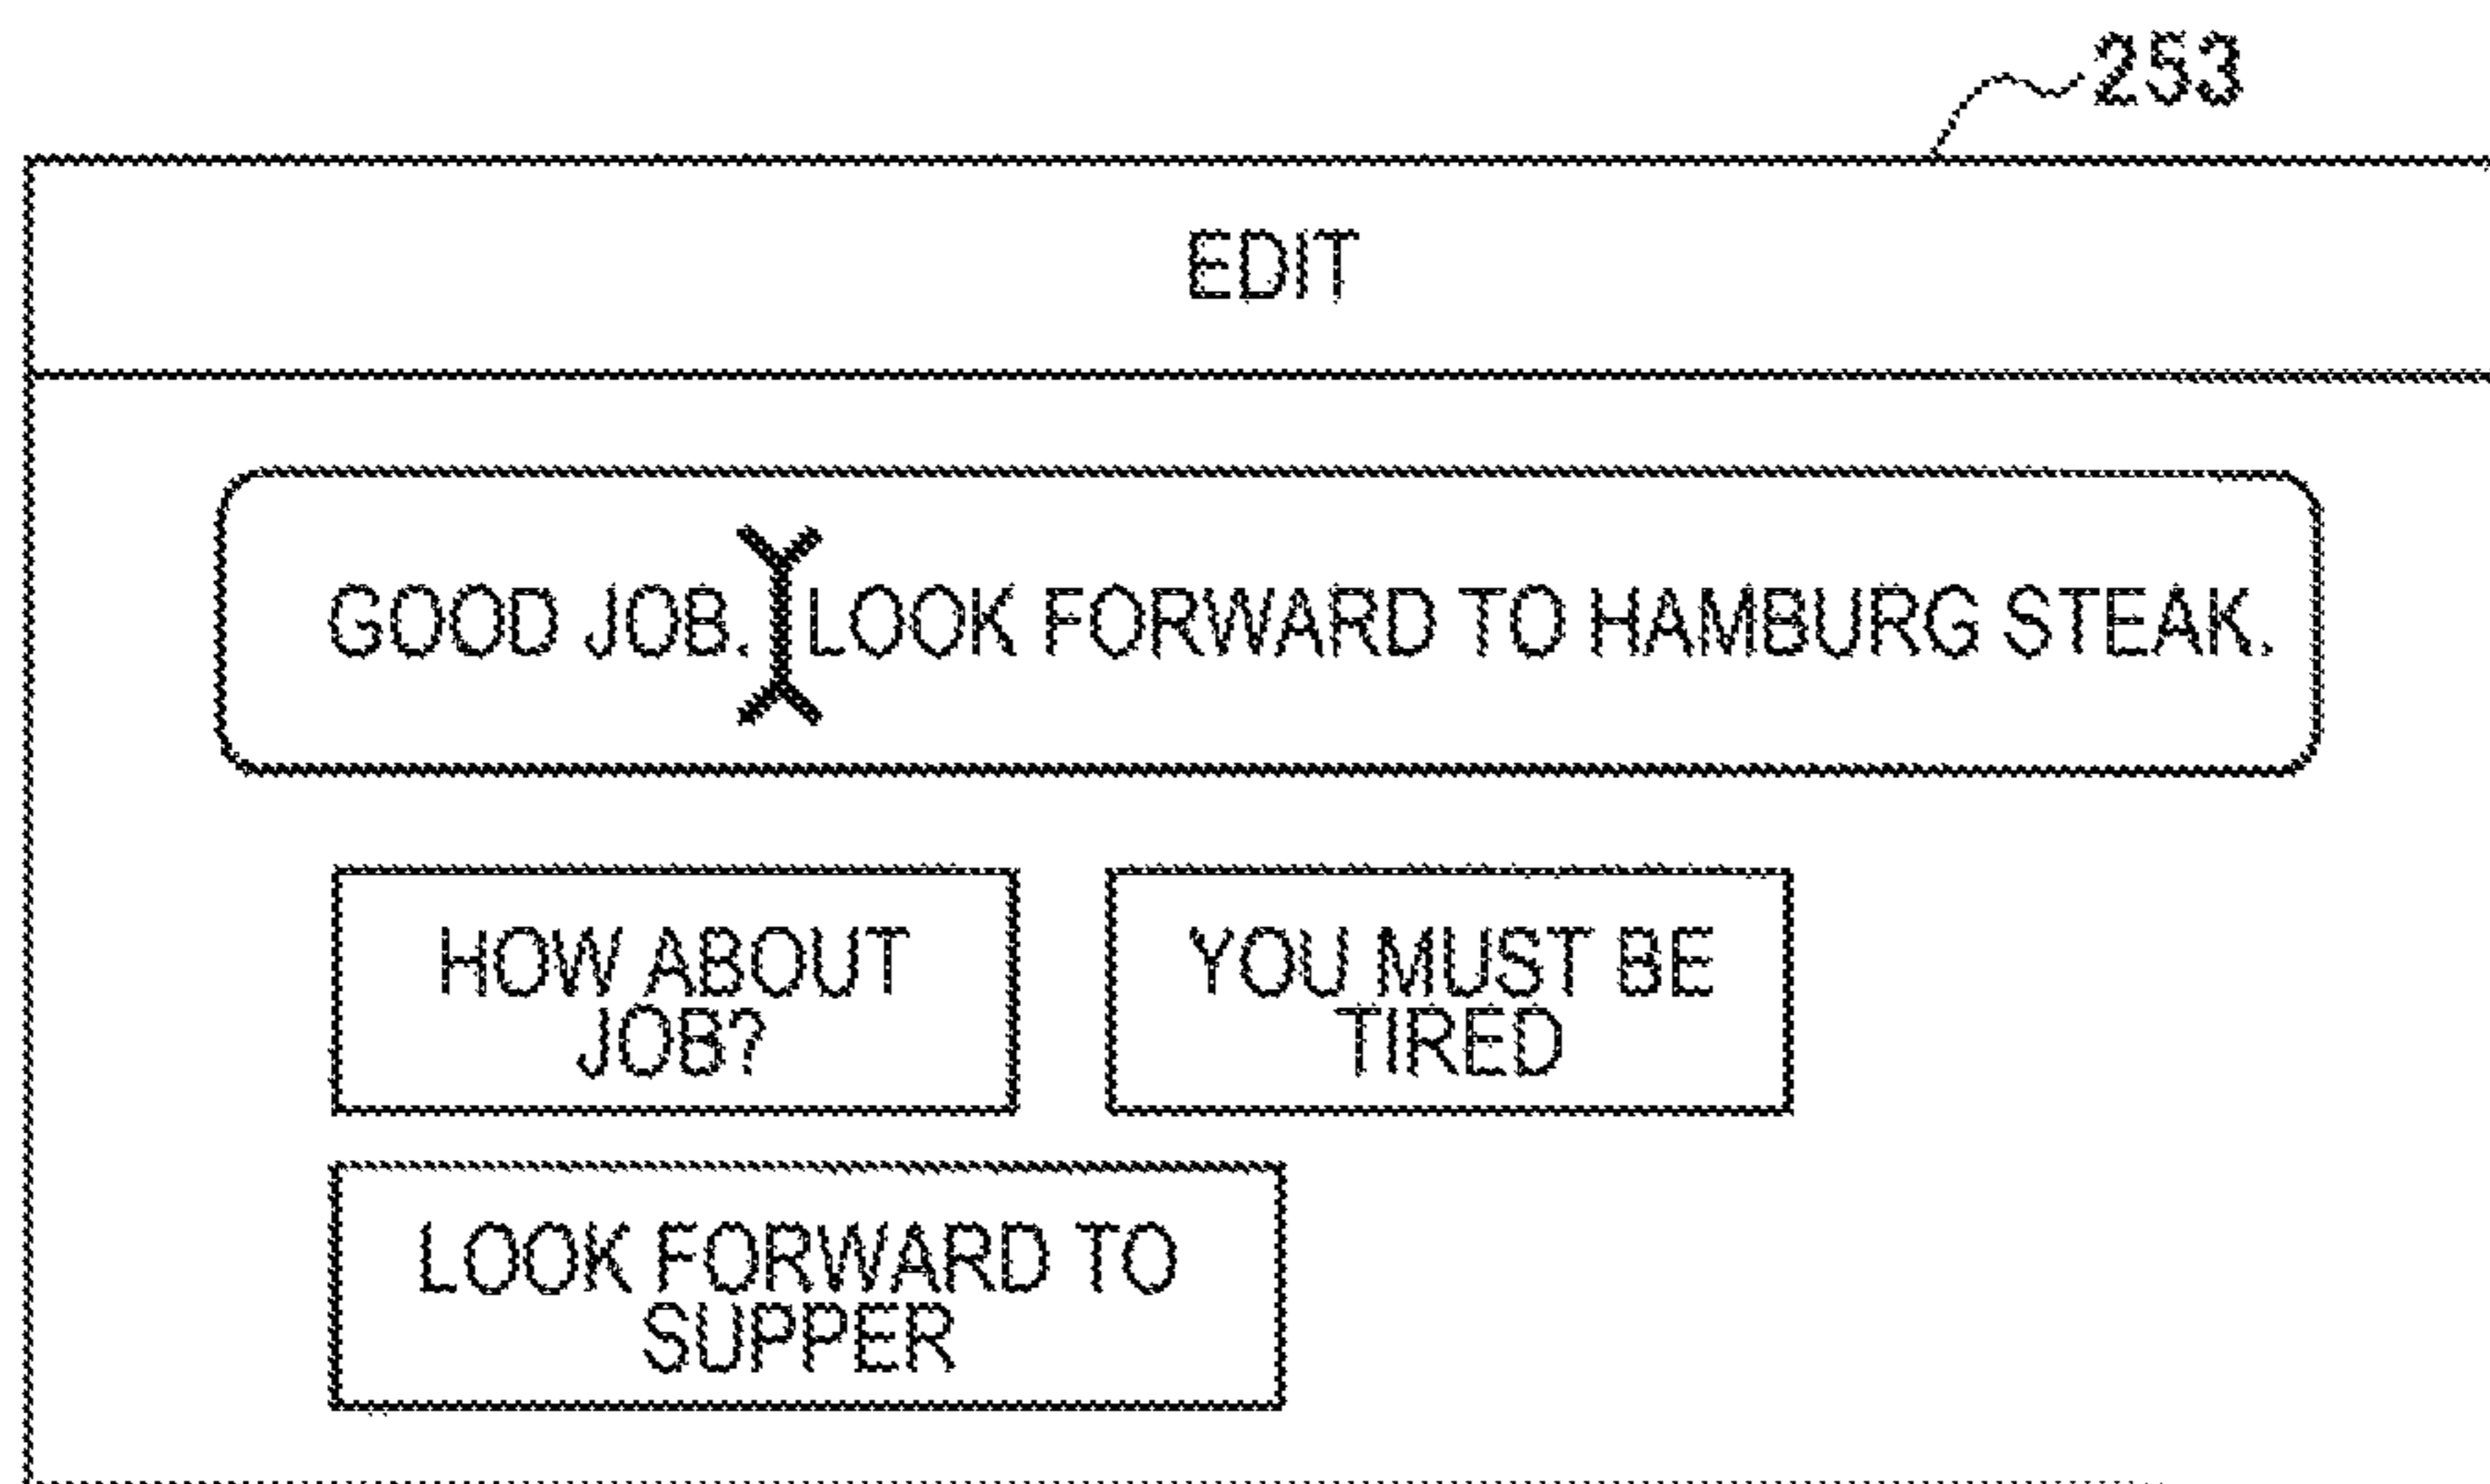 253
EDIT
GOOD JOB. LOOK FORWARD TO HAMBURG STEAK.
HOW ABOUT
JOB?
YOU MUST BE
TIRED
LOOK FORWARD TO
SUPPER